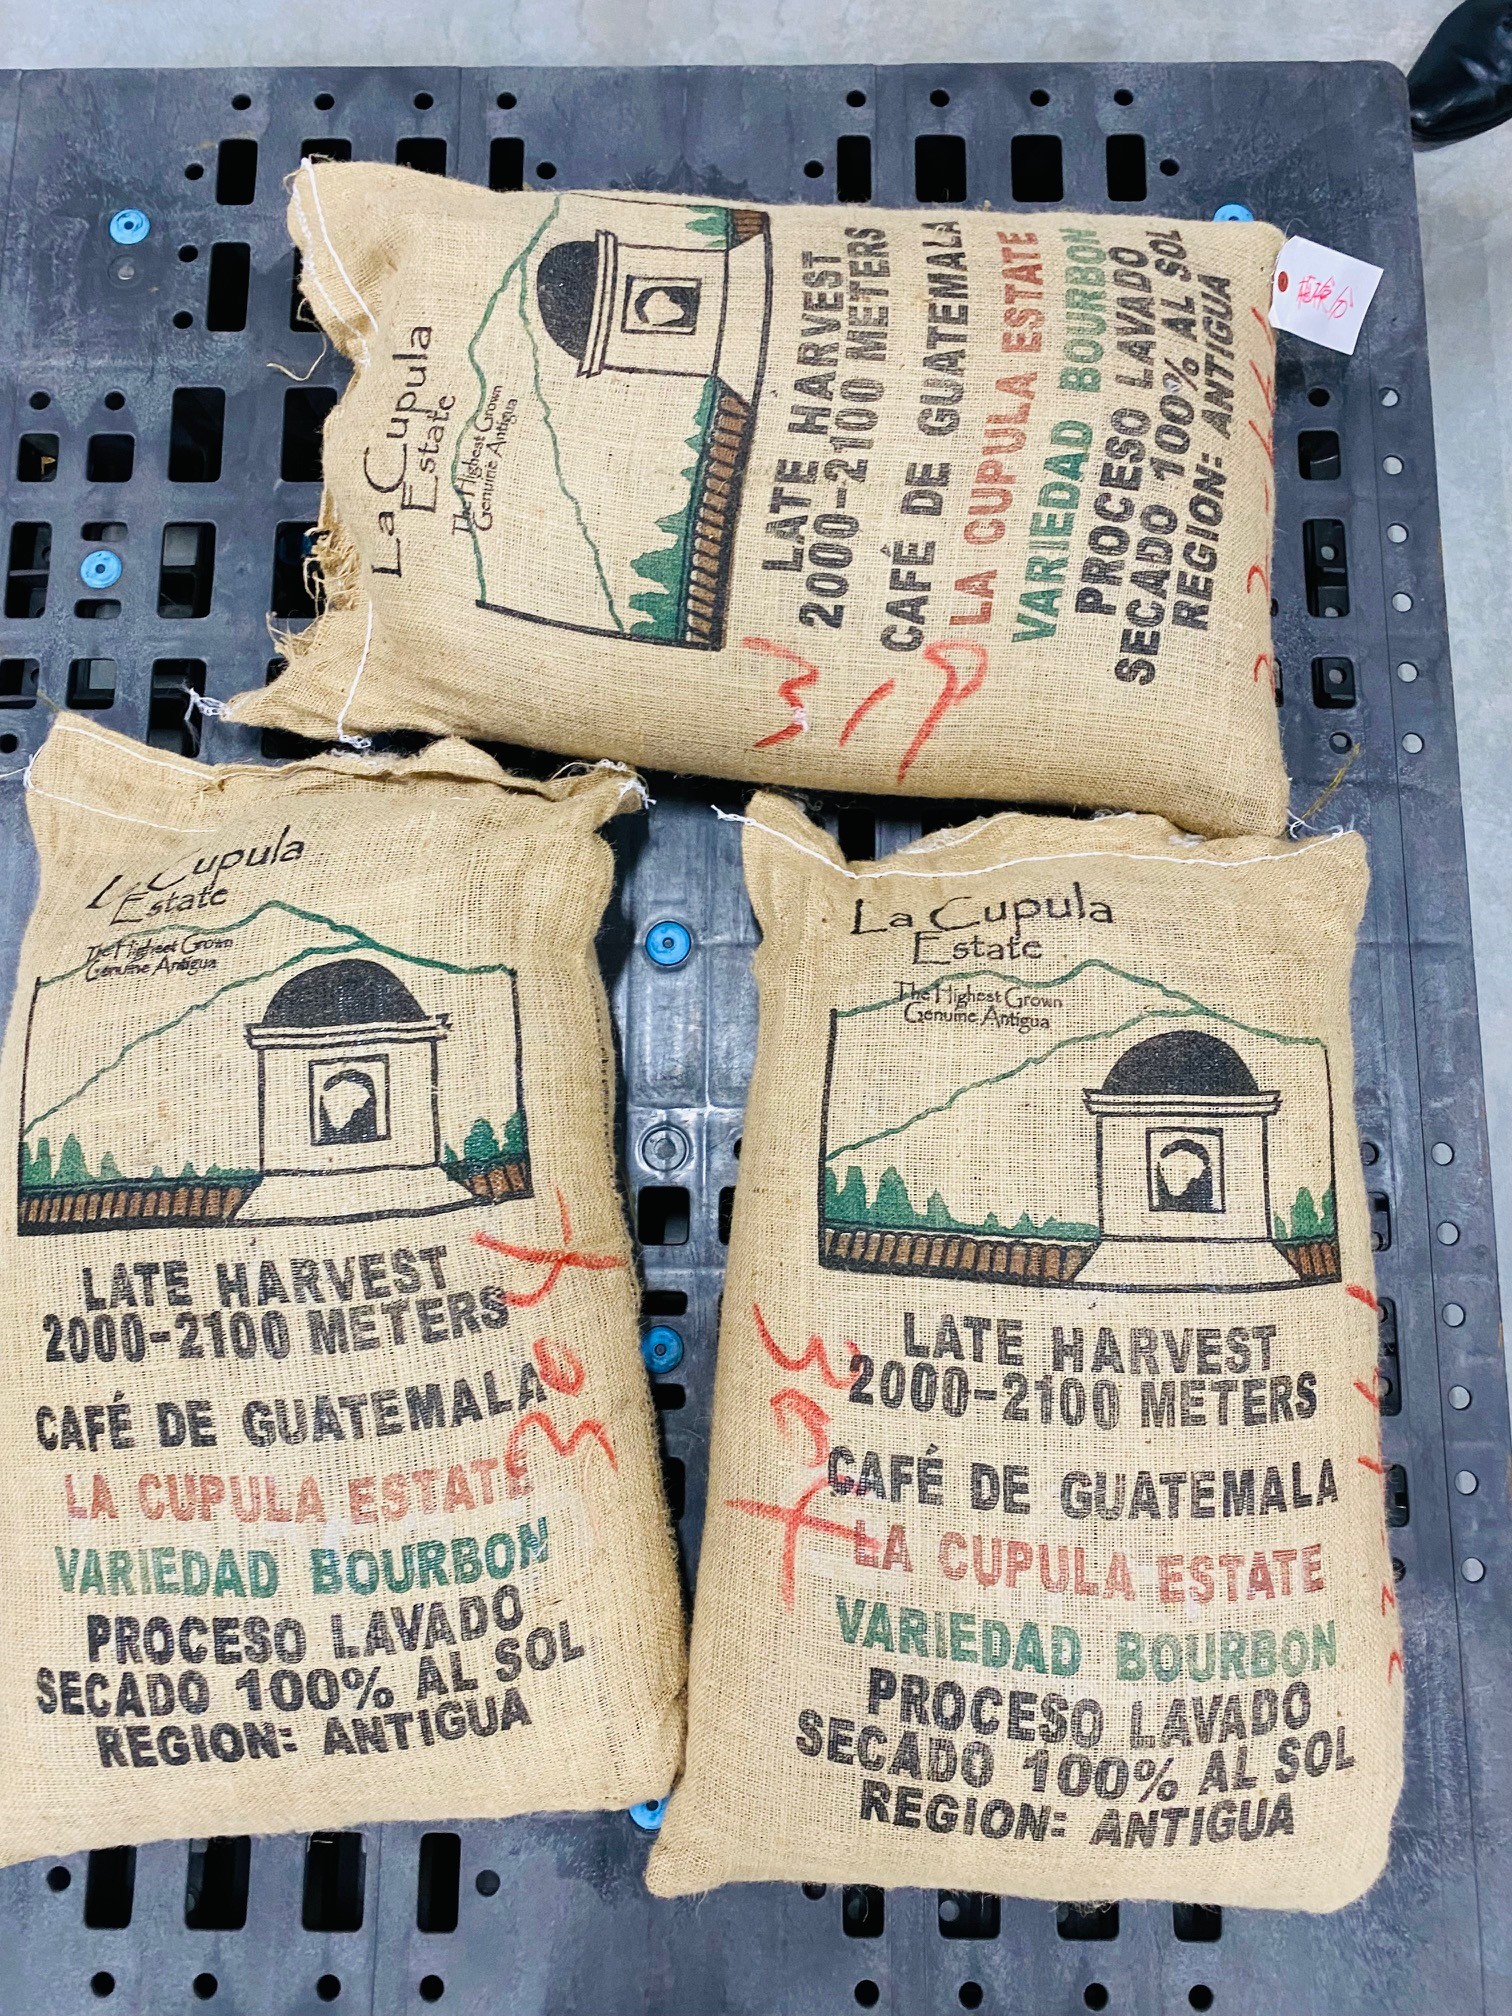 La Cupula
Estate
The Highest Grown
Genuine Antigua
LATE HARVEST
2000-2100 METERS
CAFÉ DE GUATEMALA
LA CUPULA ESTATE
VARIEDAD BOURBON
PROCESO LAVADO
SECADO 100% AL SOL
REGION: ANTIGUA
319
La Cupula
Estate
The Highest Grown
Genuine Antigua
LATE HARVEST
2000-2100 METERS
CAFÉ DE GUATEMALA
LA CUPULA ESTATE
VARIEDAD BOURBON
PROCESO LAVADO
SECADO 100% AL SOL
REGION: ANTIGUA
La Cupula
Estate
The Highest Grown
Genuine Antigua
LATE HARVEST
2000-2100 METERS
CAFÉ DE GUATEMALA
LA CUPULA ESTATE
VARIEDAD BOURBON
PROCESO LAVADO
SECADO 100% AL SOL
REGION: ANTIGUA